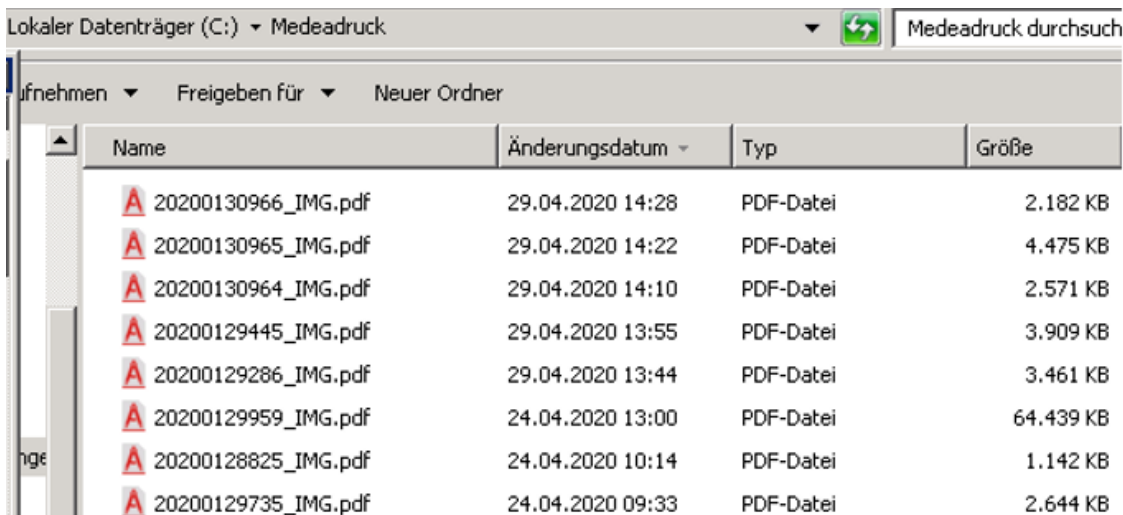 Lokaler Datenträger (C:) Medeadruck Medeadruck durchsuch
ufnehmen Freigeben für Neuer Ordner
Name Änderungsdatum Typ Größe
20200130966_IMG.pdf 29.04.2020 14:28 PDF-Datei 2.182 KB
20200130965_IMG.pdf 29.04.2020 14:22 PDF-Datei 4.475 KB
20200130964_IMG.pdf 29.04.2020 14:10 PDF-Datei 2.571 KB
20200129445_IMG.pdf 29.04.2020 13:55 PDF-Datei 3.909 KB
20200129286_IMG.pdf 29.04.2020 13:44 PDF-Datei 3.461 KB
20200129959_IMG.pdf 24.04.2020 13:00 PDF-Datei 64.439 KB
nge 20200128825_IMG.pdf 24.04.2020 10:14 PDF-Datei 1.142 KB
20200129735_IMG.pdf 24.04.2020 09:33 PDF-Datei 2.644 KB